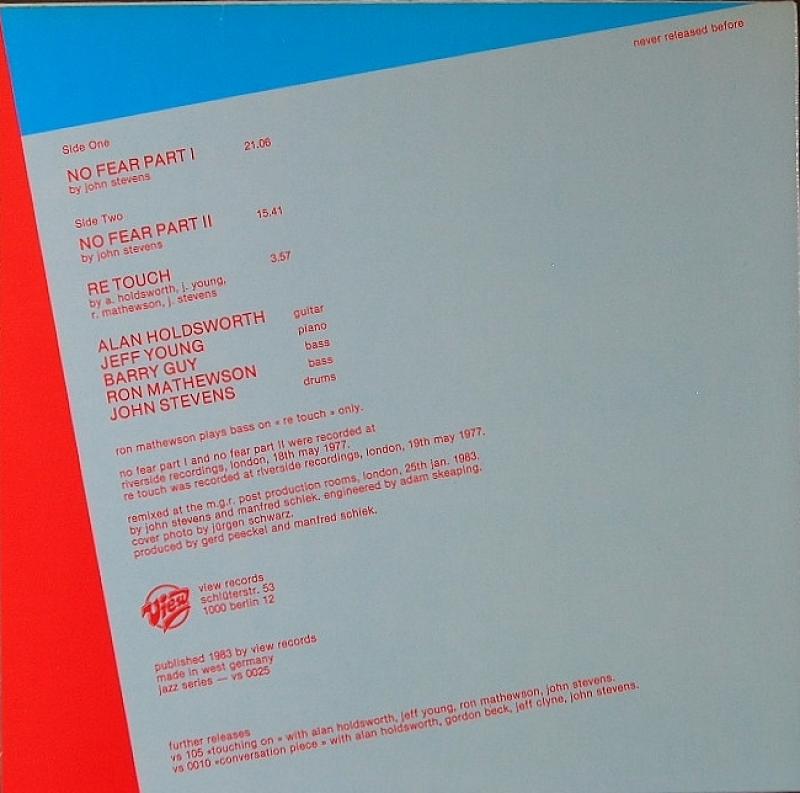 never released before
Side One
NO FEAR PART I 21.06
by john stevens
Side Two
NO FEAR PART II 15.41
by john stevens
RE TOUCH 3.57
by a. holdsworth, j. young,
r. mathewson, j. stevens
ALAN HOLDSWORTH guitar
JEFF YOUNG piano
BARRY GUY bass
RON MATHEWSON bass
JOHN STEVENS drums
ron mathewson plays bass on « re touch » only.
no fear part I and no fear part II were recorded at
riverside recordings, london, 18th may 1977.
re touch was recorded at riverside recordings, london, 19th may 1977.
remixed at the m.g.r. post production rooms, london, 25th jan. 1983.
by john stevens and manfred schiek. engineered by adam skeaping.
cover photo by jürgen schwarz.
produced by gerd peeckel and manfred schiek.
View
view records
schlüterstr. 53
1000 berlin 12
published 1983 by view records
made in west germany
jazz series — vs 0025
further releases
vs 105 «touching on » with alan holdsworth, jeff young, ron mathewson, john stevens.
vs 0010 «conversation piece » with alan holdsworth, gordon beck, jeff clyne, john stevens.